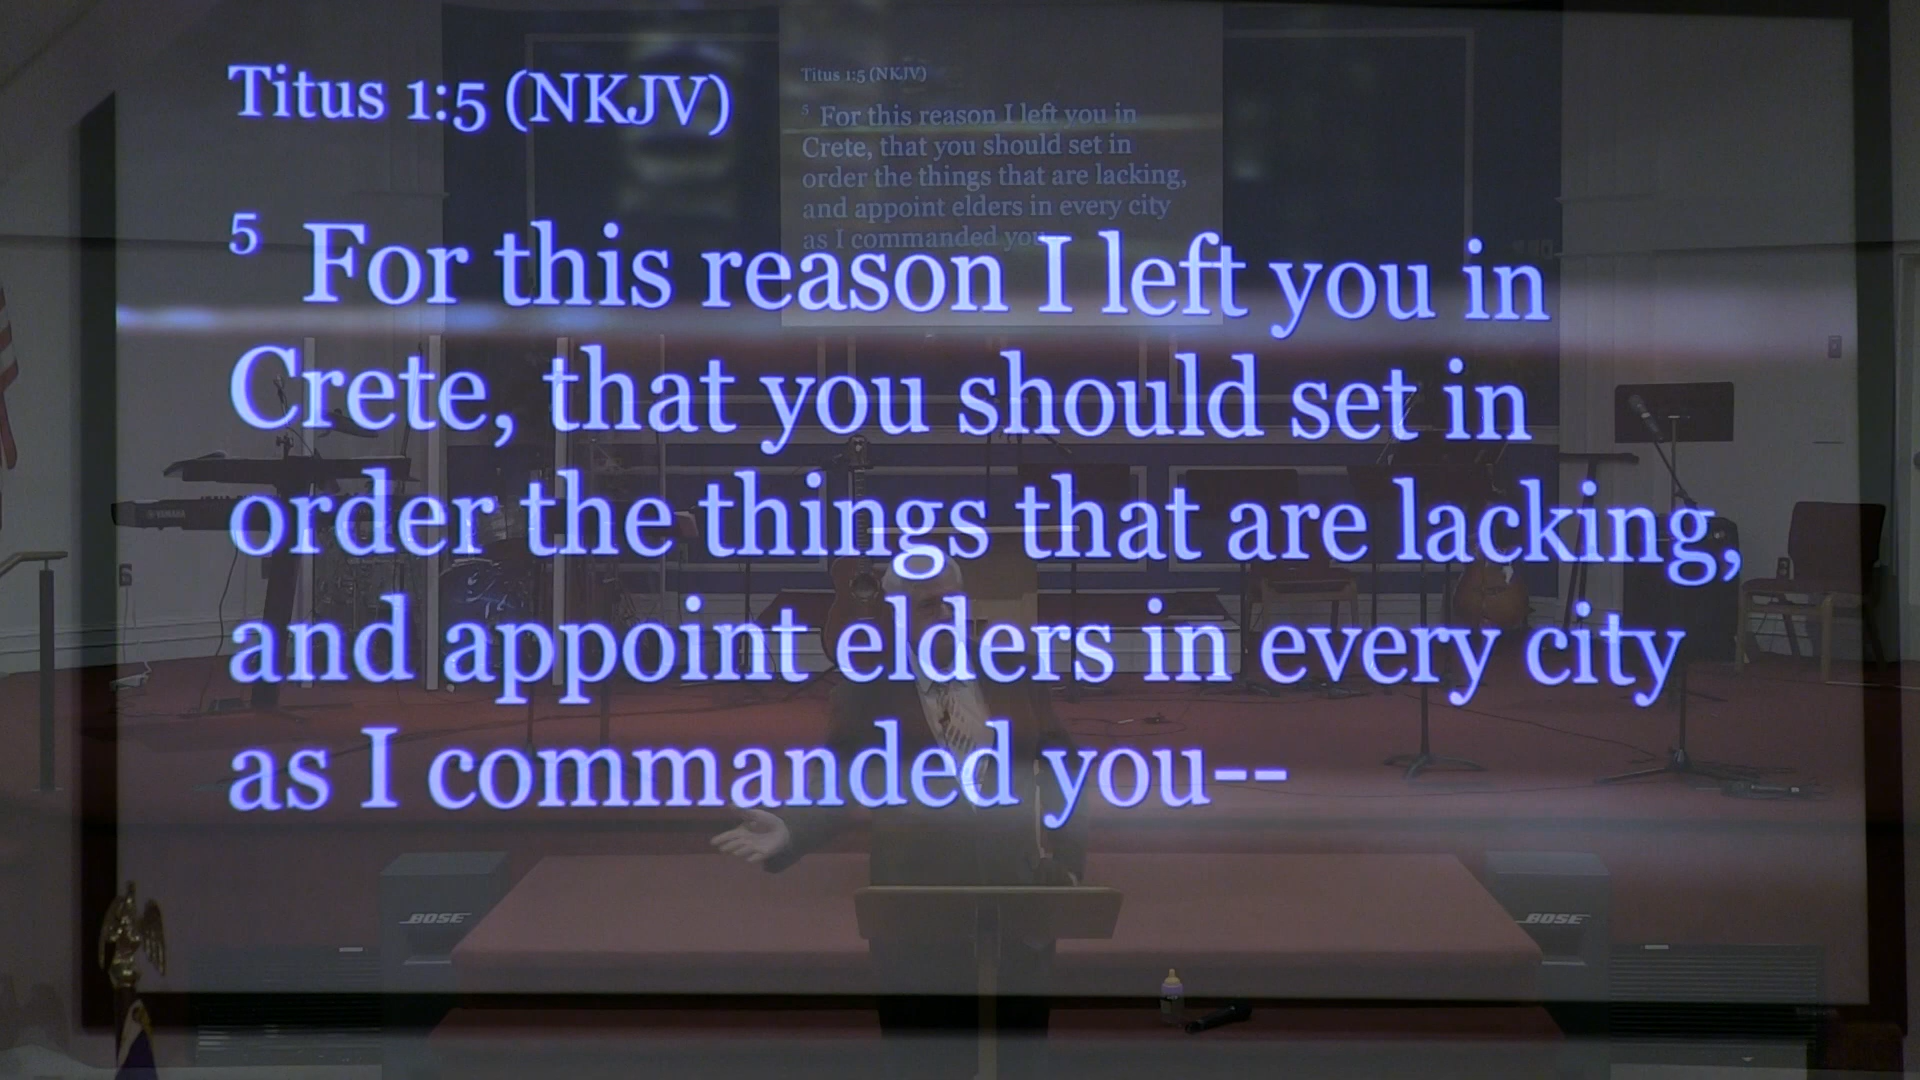 Titus 1:5 (NKJV)
5 For this reason I left you in
Crete, that you should set in
order the things that are lacking,
and appoint elders in every city
as I commanded you--
Titus 1:5 (NKJV)
5 For this reason I left you in
Crete, that you should set in
order the things that are lacking,
and appoint elders in every city
as I commanded you
YAMAHA
BOSE
BOSE